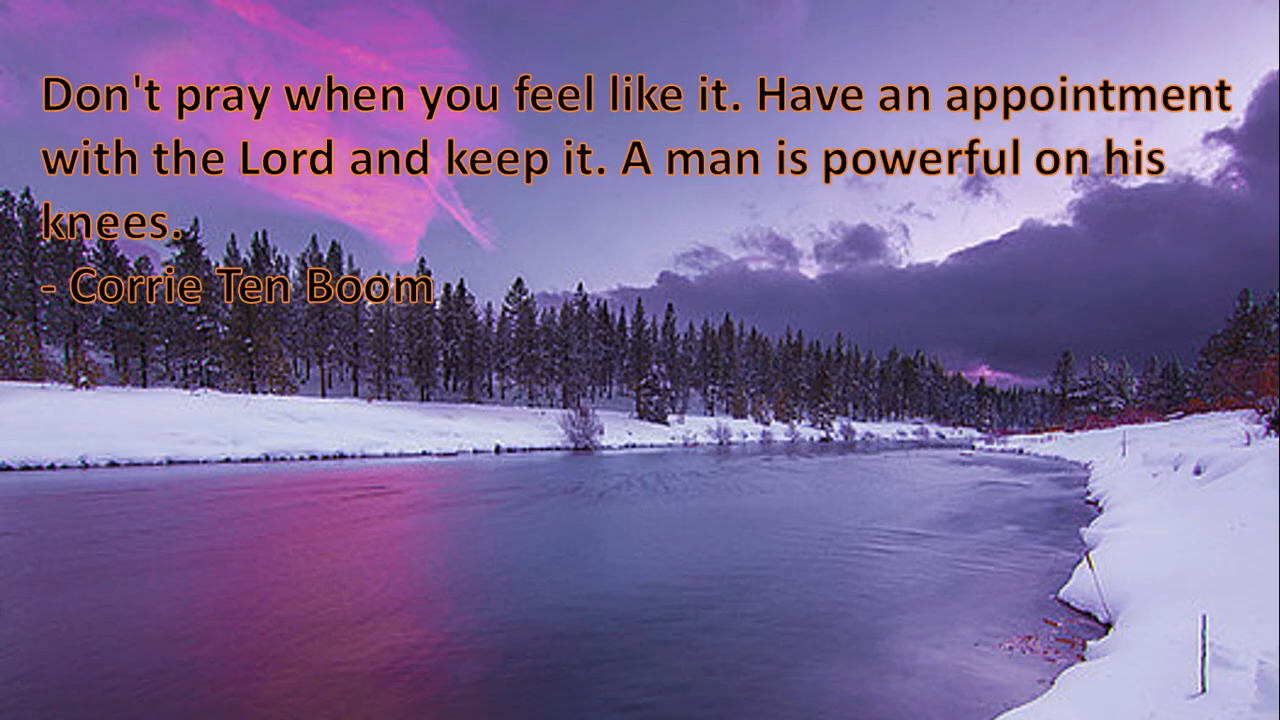 Don't pray when you feel like it. Have an appointment
with the Lord and keep it. A man is powerful on his
knees.
- Corrie Ten Boom